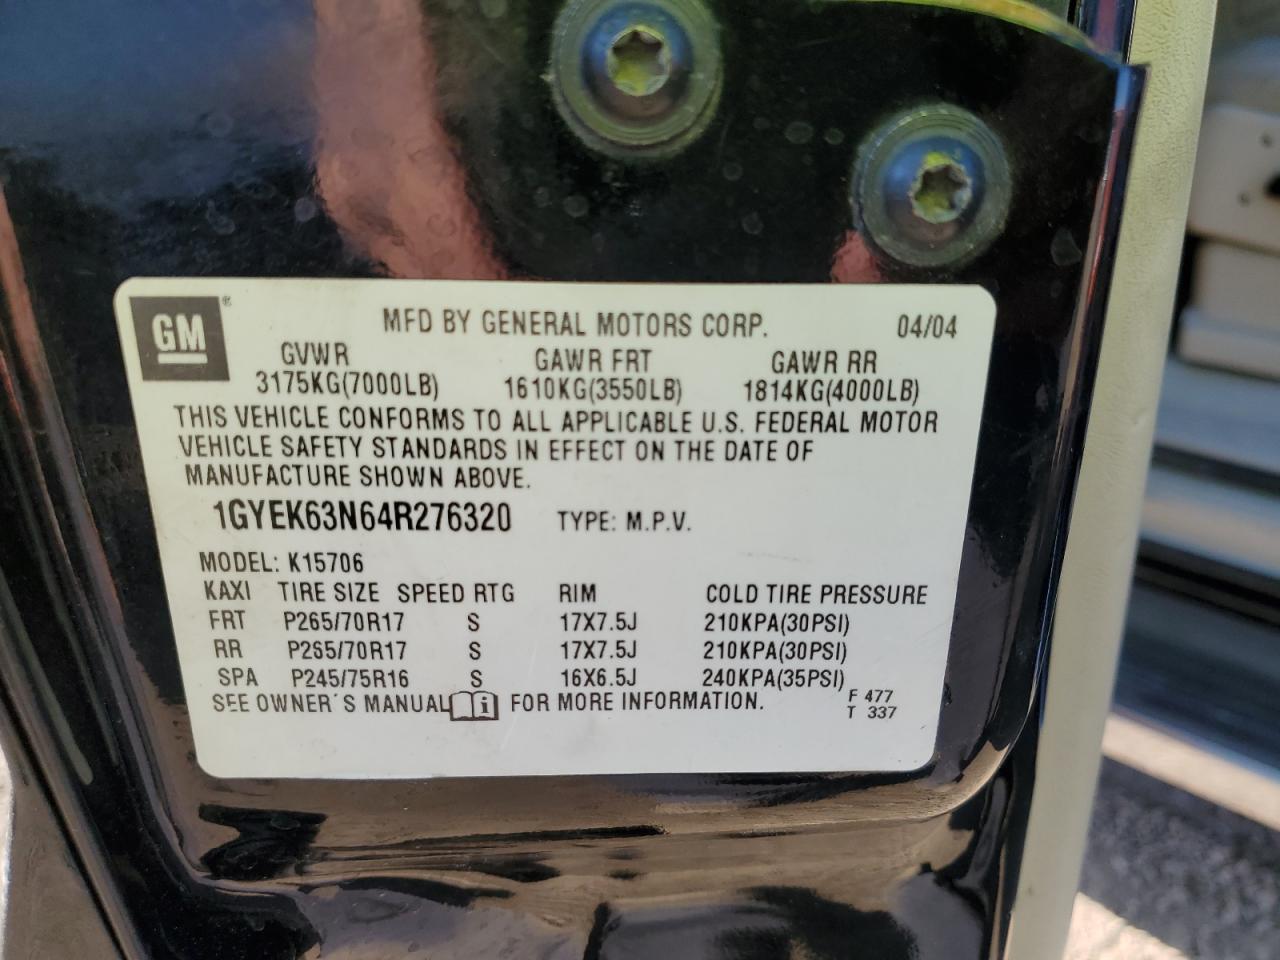 GM ®
MFD BY GENERAL MOTORS CORP. 04/04
GVWR GAWR FRT GAWR RR
3175KG(7000LB) 1610KG(3550LB) 1814KG(4000LB)
THIS VEHICLE CONFORMS TO ALL APPLICABLE U.S. FEDERAL MOTOR
VEHICLE SAFETY STANDARDS IN EFFECT ON THE DATE OF
MANUFACTURE SHOWN ABOVE.
1GYEK63N64R276320 TYPE: M.P.V.
MODEL: K15706
KAXI TIRE SIZE SPEED RTG RIM COLD TIRE PRESSURE
FRT P265/70R17 S 17X7.5J 210KPA(30PSI)
RR P265/70R17 S 17X7.5J 210KPA(30PSI)
SPA P245/75R16 S 16X6.5J 240KPA(35PSI)
SEE OWNER'S MANUAL i FOR MORE INFORMATION.
F 477
T 337